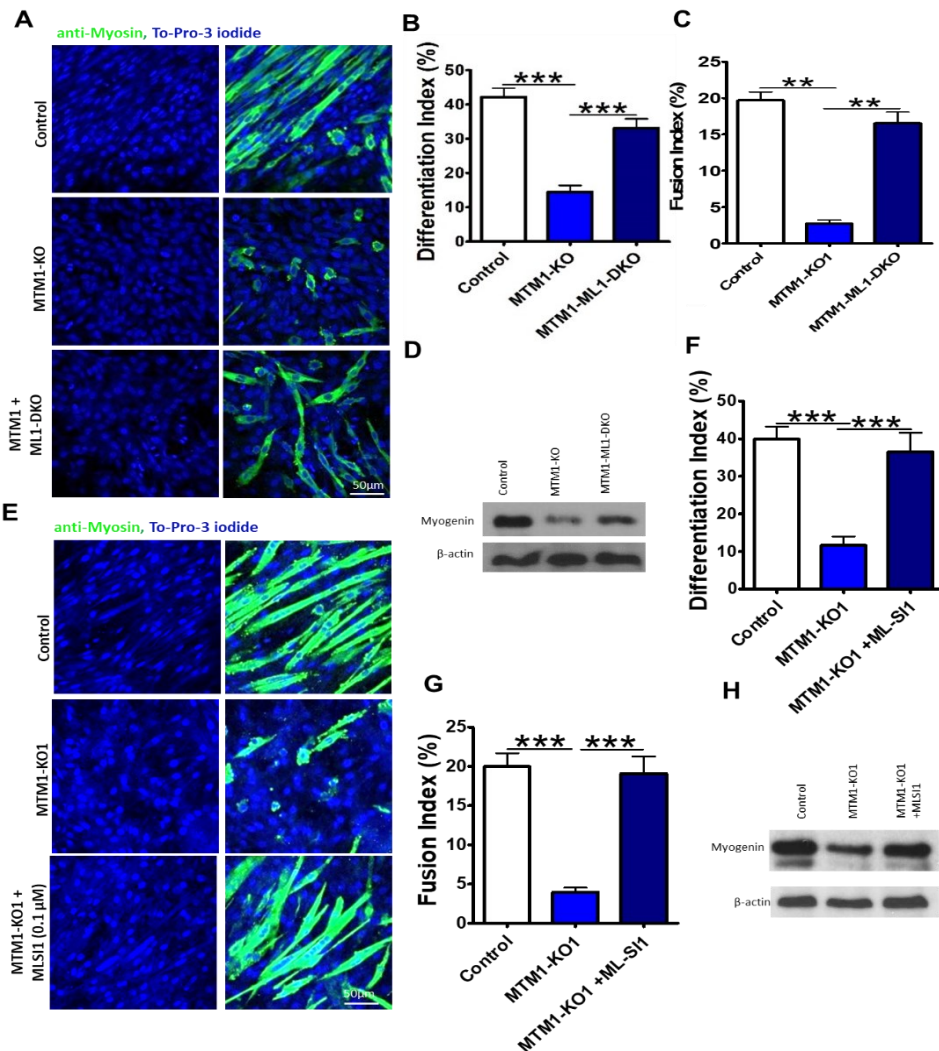 A
anti-Myosin, To-Pro-3 iodide
Control
MTM1-KO
MTM1 +
ML1-DKO
50µm
B
Differentiation Index (%)
50
40
30
20
10
0
***
***
Control
MTM1-KO
MTM1-ML1-DKO
C
Fusion Index (%)
25
20
15
10
5
0
**
**
Control
MTM1-KO1
MTM1-ML1-DKO
D
Control
MTM1-KO
MTM1-ML1-DKO
Myogenin
β-actin
E
anti-Myosin, To-Pro-3 iodide
Control
MTM1-KO1
MTM1-KO1 +
MLSI1 (0.1 µM)
50µm
F
Differentiation Index (%)
50
40
30
20
10
0
***
***
Control
MTM1-KO1
MTM1-KO1 +ML-SI1
G
Fusion Index (%)
25
20
15
10
5
0
***
***
Control
MTM1-KO1
MTM1-KO1 +ML-SI1
H
Control
MTM1-KO1
MTM1-KO1
+MLSI1
Myogenin
β-actin